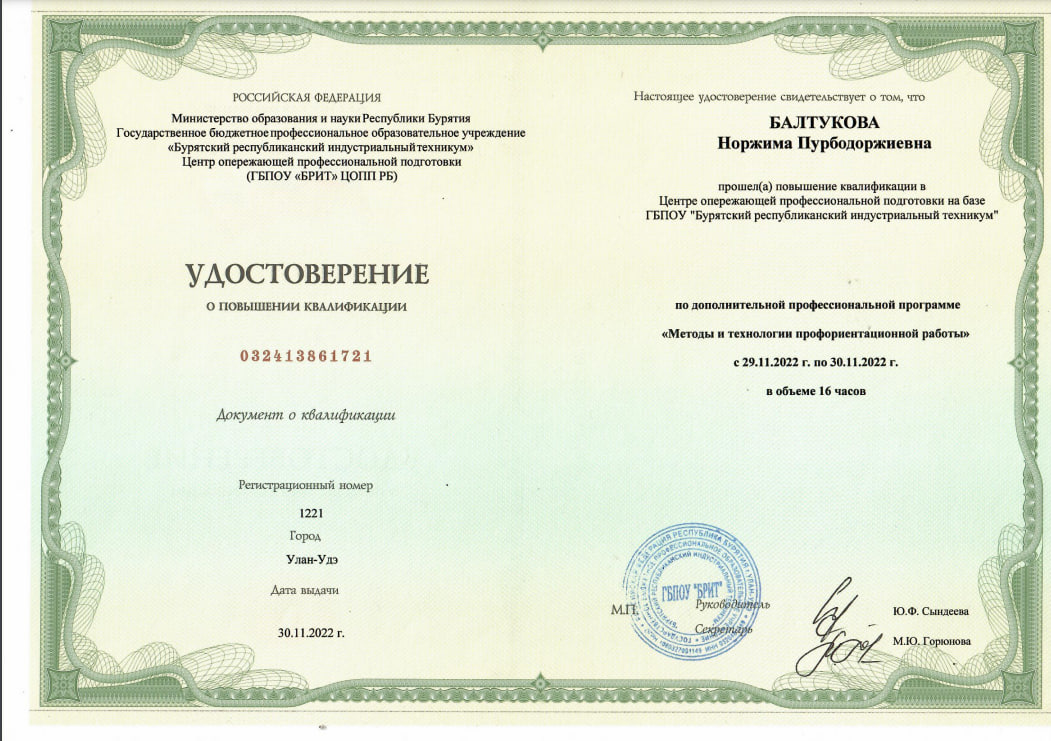 РОССИЙСКАЯ ФЕДЕРАЦИЯ
Министерство образования и науки Республики Бурятия
Государственное бюджетное профессиональное образовательное учреждение
«Бурятский республиканский индустриальный техникум»
Центр опережающей профессиональной подготовки
(ГБПОУ «БРИТ» ЦОПП РБ)
УДОСТОВЕРЕНИЕ
О ПОВЫШЕНИИ КВАЛИФИКАЦИИ
032413861721
Документ о квалификации
Регистрационный номер
1221
Город
Улан-Удэ
Дата выдачи
30.11.2022 г.
Настоящее удостоверение свидетельствует о том, что
БАЛТУКОВА
Норжима Пурбодоржиевна
прошел(а) повышение квалификации в
Центре опережающей профессиональной подготовки на базе
ГБПОУ "Бурятский республиканский индустриальный техникум"
по дополнительной профессиональной программе
«Методы и технологии профориентационной работы»
с 29.11.2022 г. по 30.11.2022 г.
в объеме 16 часов
ГБПОУ "БРИТ"
М.П.
Руководитель
Ю.Ф. Сындеева
Секретарь
М.Ю. Горюнова